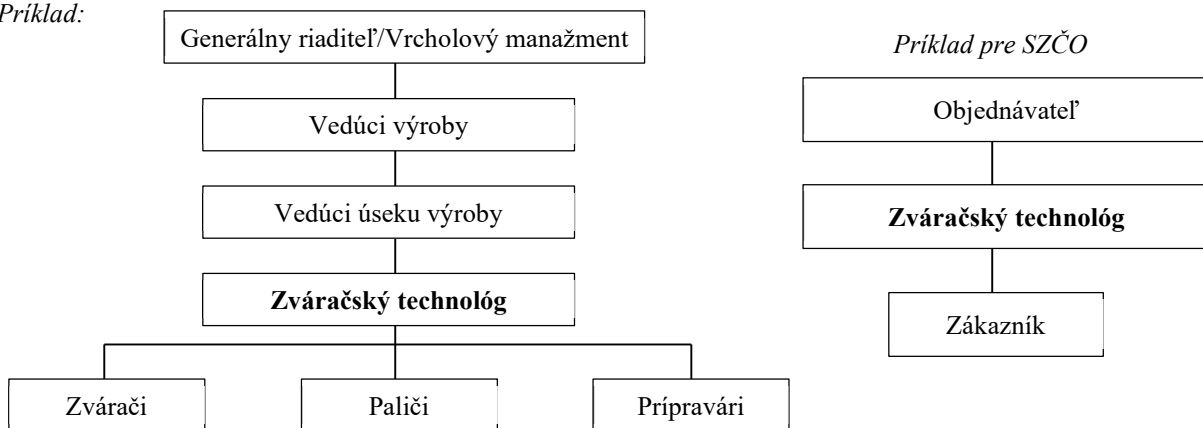 Príklad:
Generálny riaditeľ/Vrcholový manažment
Vedúci výroby
Vedúci úseku výroby
Zváračský technológ
Zvárači
Paliči
Prípravári
Príklad pre SZČO
Objednávateľ
Zváračský technológ
Zákazník